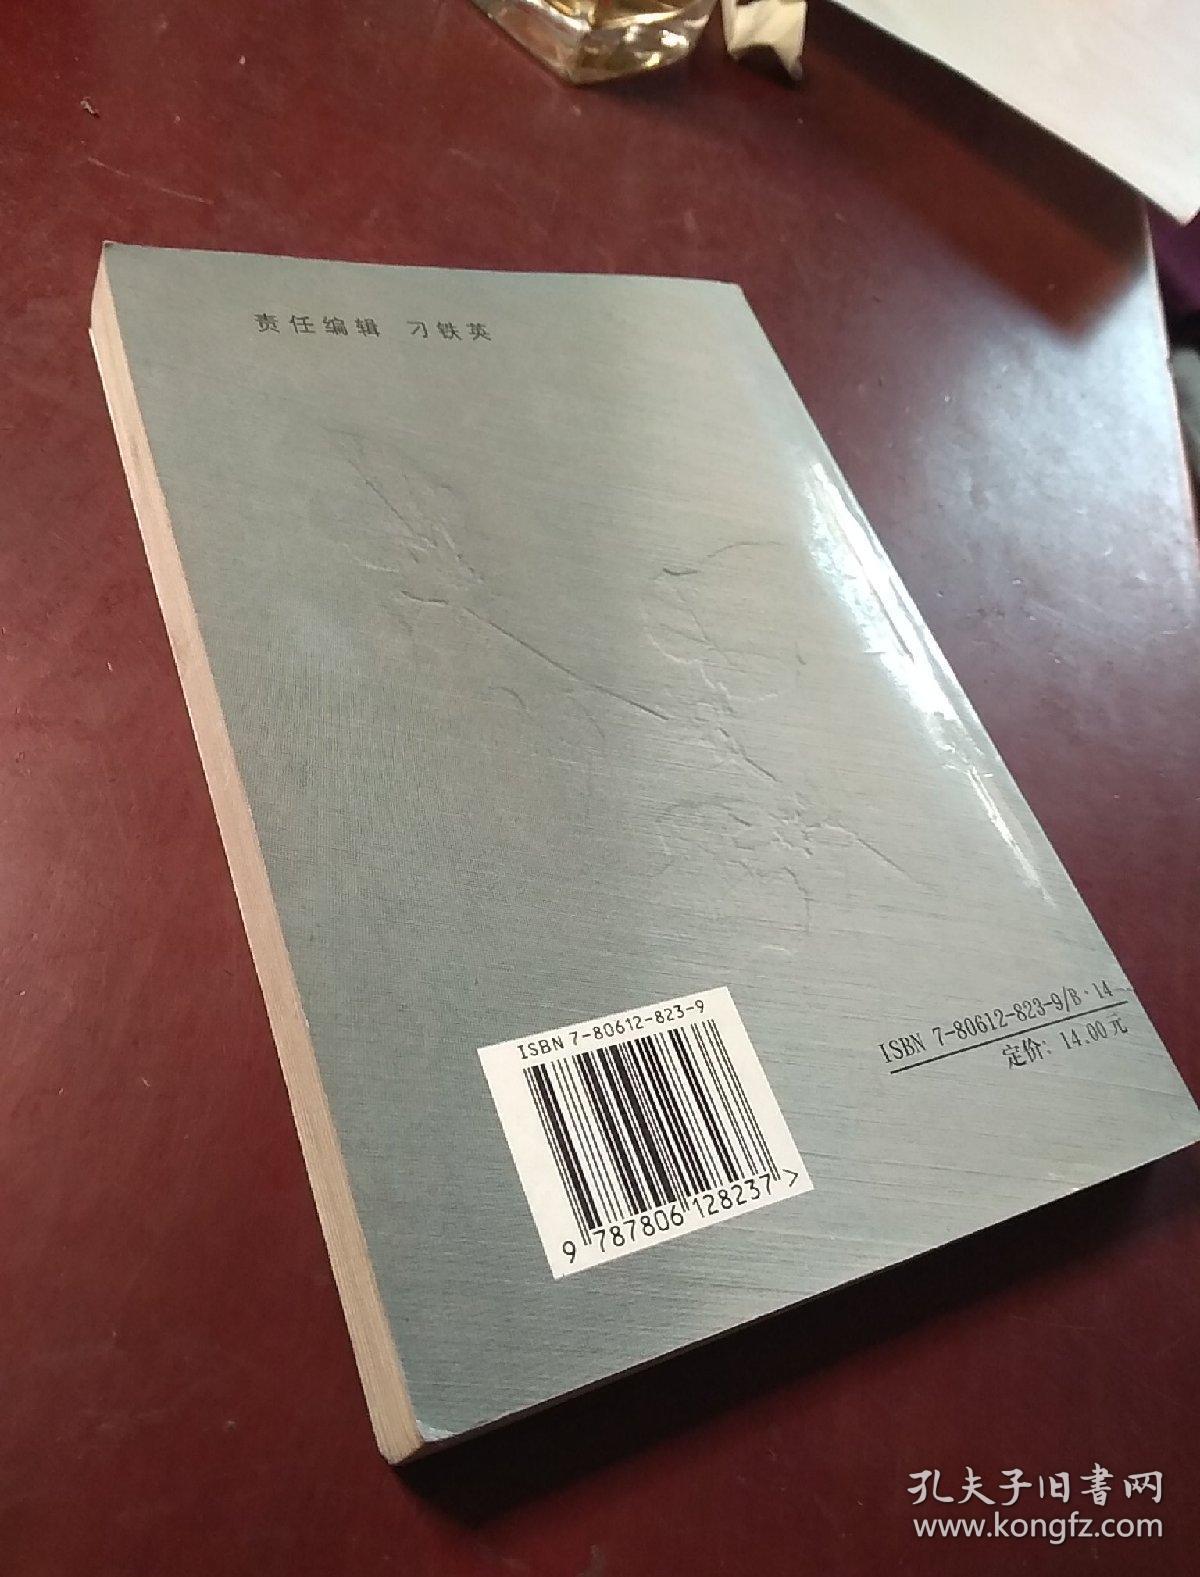 责任编辑 刁铁英
ISBN 7-80612-823-9
9 787806 128237 >
ISBN 7-80612-823-9/B·14
定价: 14.00元
孔夫子旧書网
www.kongfz.com